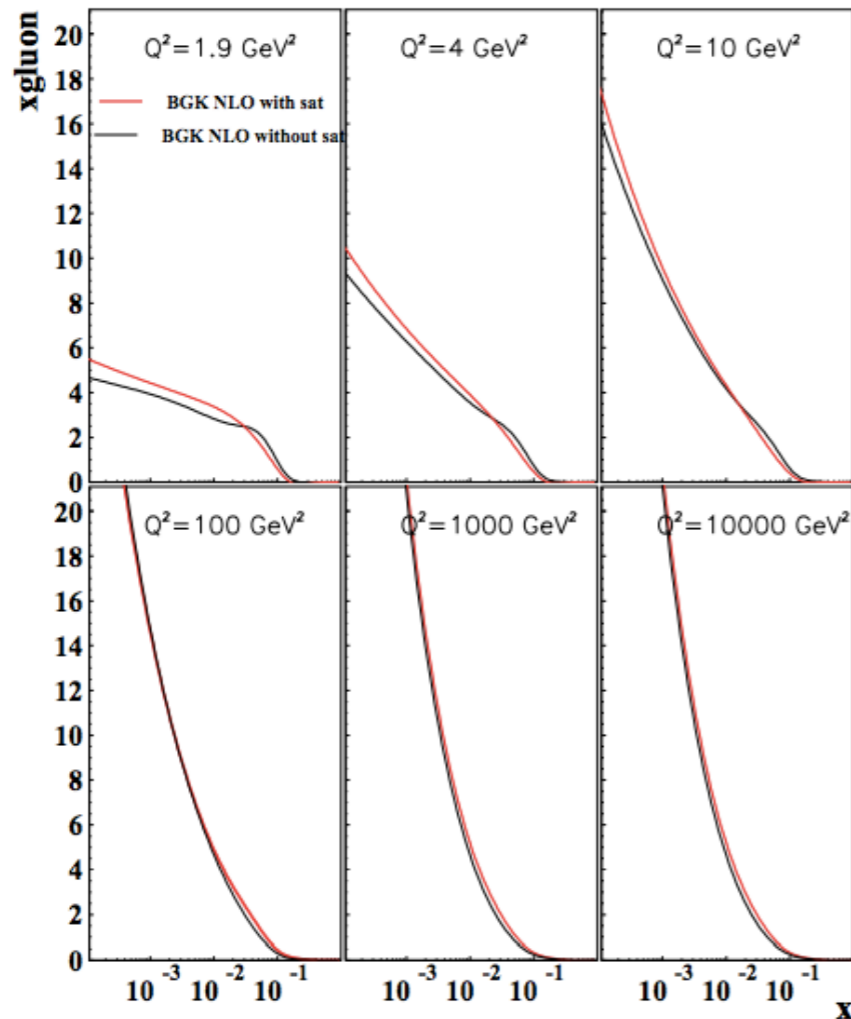 xgluon
20
18
16
14
12
10
8
6
4
2
0
Q²=1.9 GeV²
BGK NLO with sat
BGK NLO without sat
Q²=4 GeV²
Q²=10 GeV²
20
18
16
14
12
10
8
6
4
2
0
Q²=100 GeV²
Q²=1000 GeV²
Q²=10000 GeV²
10⁻³ 10⁻² 10⁻¹ 10⁻³ 10⁻² 10⁻¹ 10⁻³ 10⁻² 10⁻¹
x